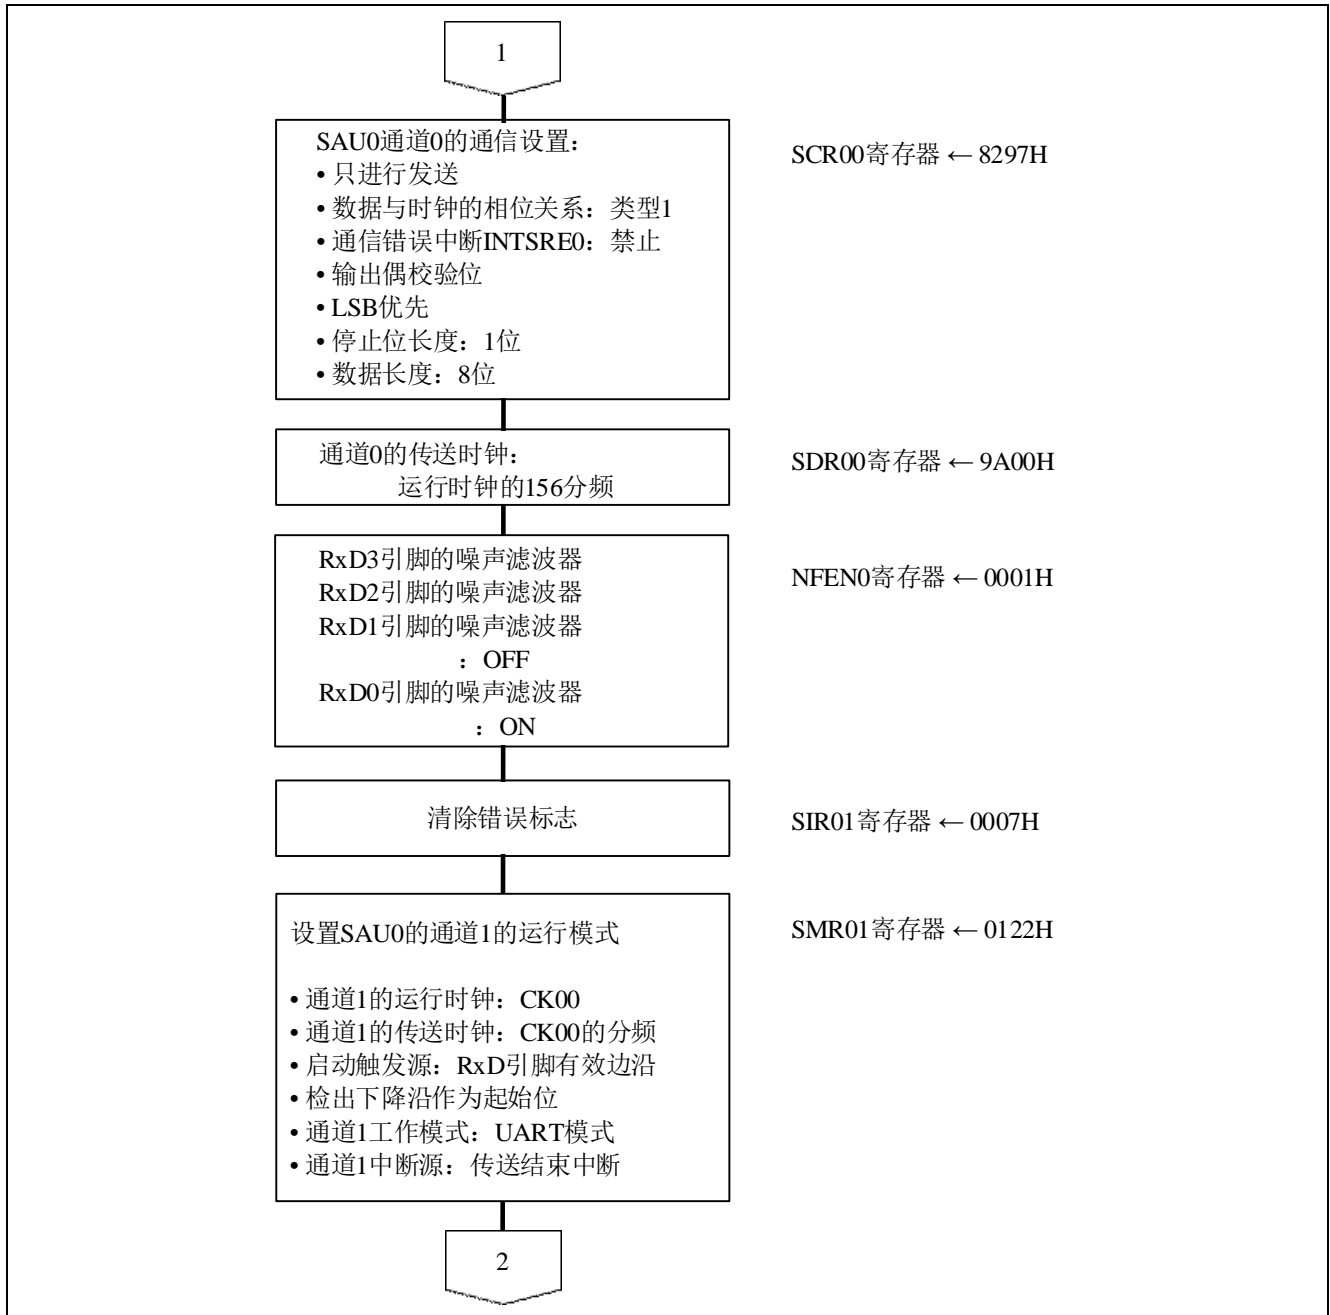 1
SAU0通道0的通信设置：
SCR00寄存器 ← 8297H
• 只进行发送
• 数据与时钟的相位关系：类型1
• 通信错误中断INTSRE0：禁止
• 输出偶校验位
• LSB优先
• 停止位长度：1位
• 数据长度：8位
通道0的传送时钟：
运行时钟的156分频
SDR00寄存器 ← 9A00H
RxD3引脚的噪声滤波器
RxD2引脚的噪声滤波器
RxD1引脚的噪声滤波器
：OFF
RxD0引脚的噪声滤波器
：ON
NFEN0寄存器 ← 0001H
清除错误标志
SIR01寄存器 ← 0007H
设置SAU0的通道1的运行模式
SMR01寄存器 ← 0122H
• 通道1的运行时钟：CK00
• 通道1的传送时钟：CK00的分频
• 启动触发源：RxD引脚有效边沿
• 检出下降沿作为起始位
• 通道1工作模式：UART模式
• 通道1中断源：传送结束中断
2